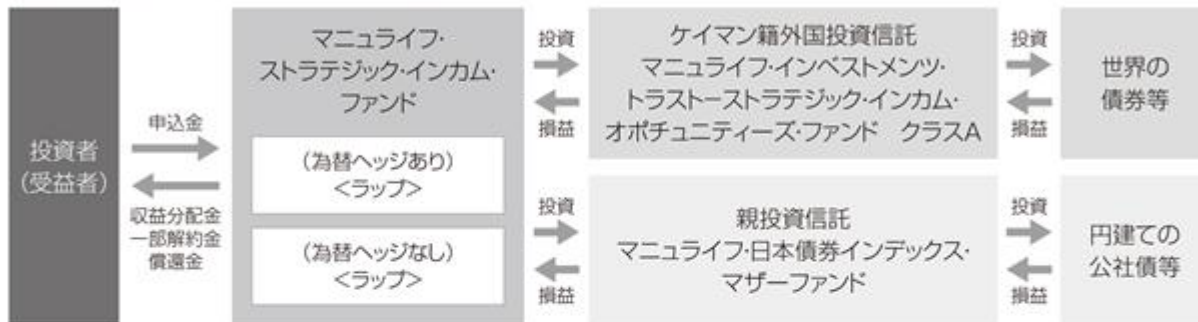 投資者
(受益者)
申込金
収益分配金
一部解約金
償還金
マニュライフ・
ストラテジック・インカム・
ファンド
(為替ヘッジあり)
<ラップ>
(為替ヘッジなし)
<ラップ>
投資
損益
ケイマン籍外国投資信託
マニュライフ・インベストメンツ・
トラストーストラテジック・インカム・
オポチュニティーズ・ファンド　クラスA
投資
損益
世界の
債券等
投資
損益
親投資信託
マニュライフ・日本債券インデックス・
マザーファンド
投資
損益
円建ての
公社債等